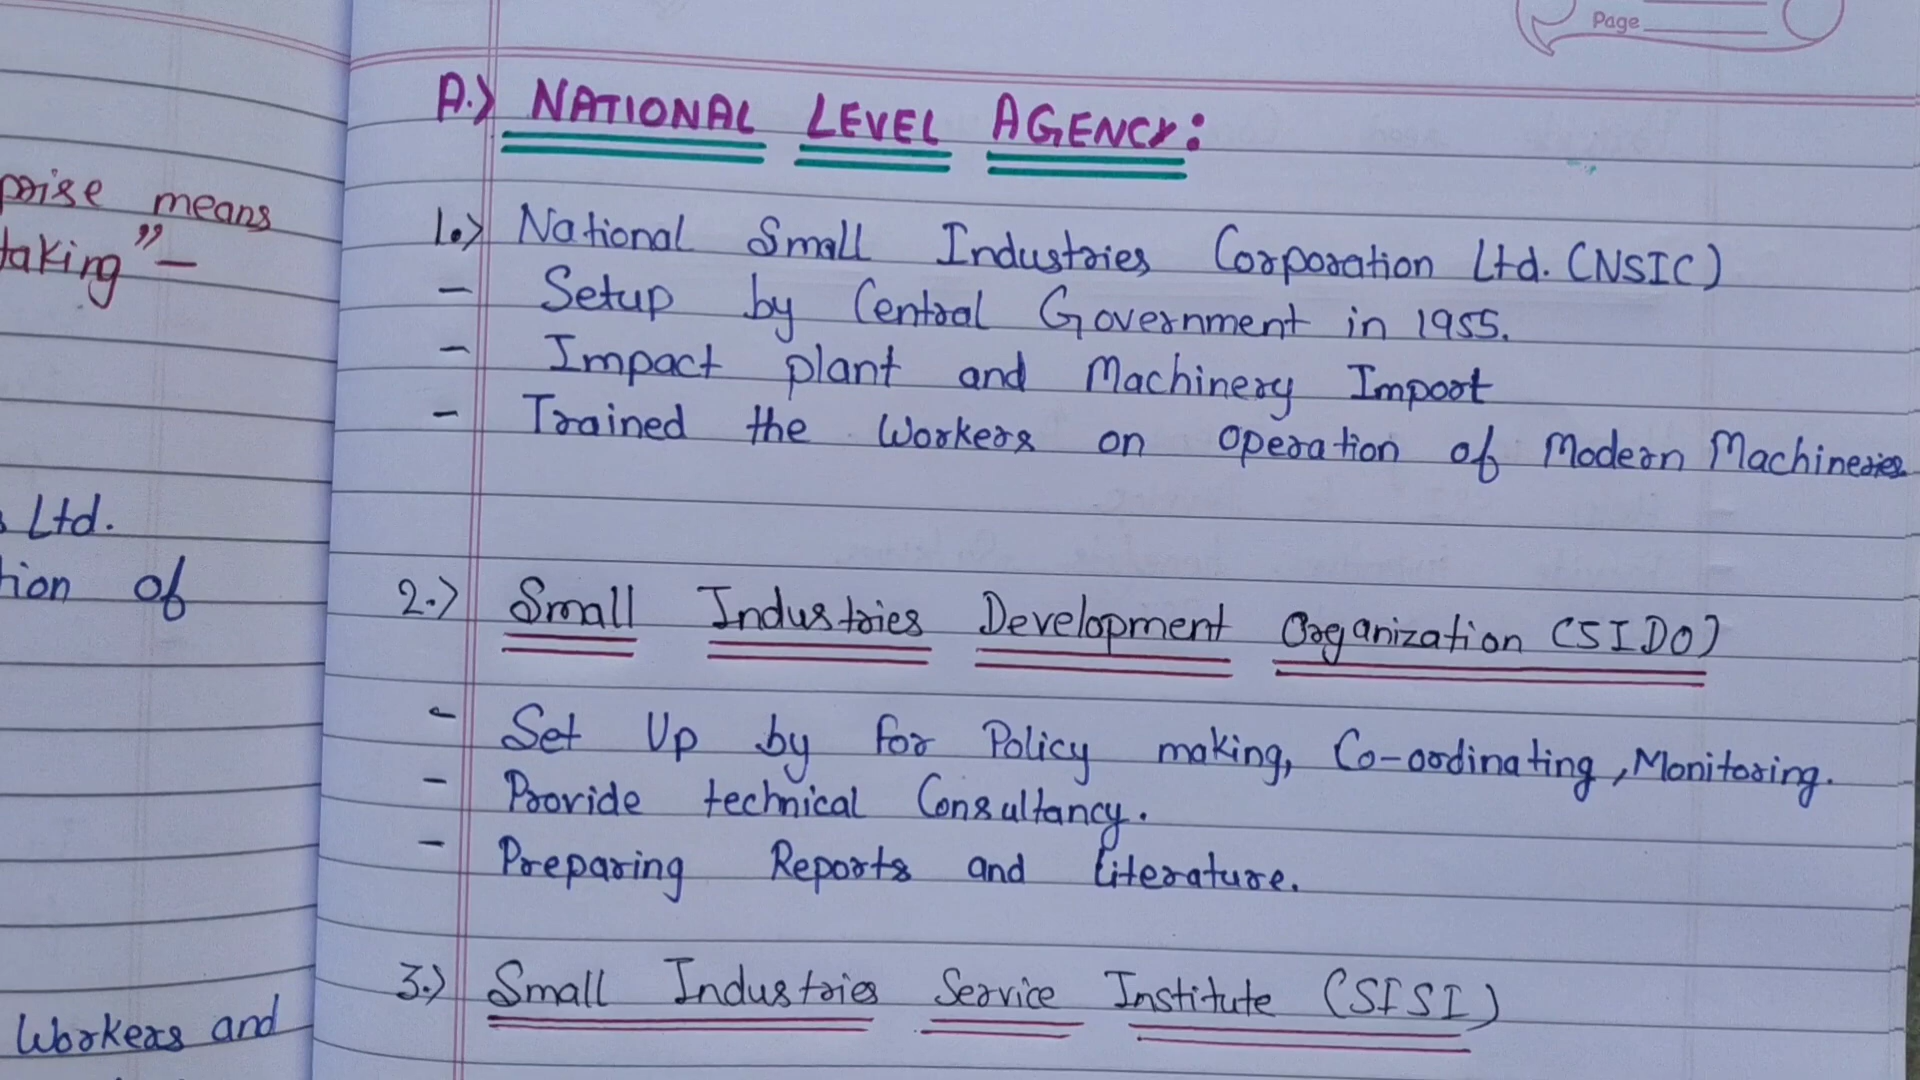 Page
A.) NATIONAL LEVEL AGENCY:
1.) National Small Industries Corporation Ltd. (NSIC)
- Setup by Central Government in 1955.
- Impact plant and Machinery Import
- Trained the Workers on operation of Modern Machineries
2.) Small Industries Development Organization (SIDO)
- Set Up by for Policy making, Co-ordinating, Monitoring.
- Provide technical Consultancy.
- Preparing Reports and literature.
3.) Small Industries Service Institute (SISI)
prise means
taking" -
Ltd.
tion of
Workers and